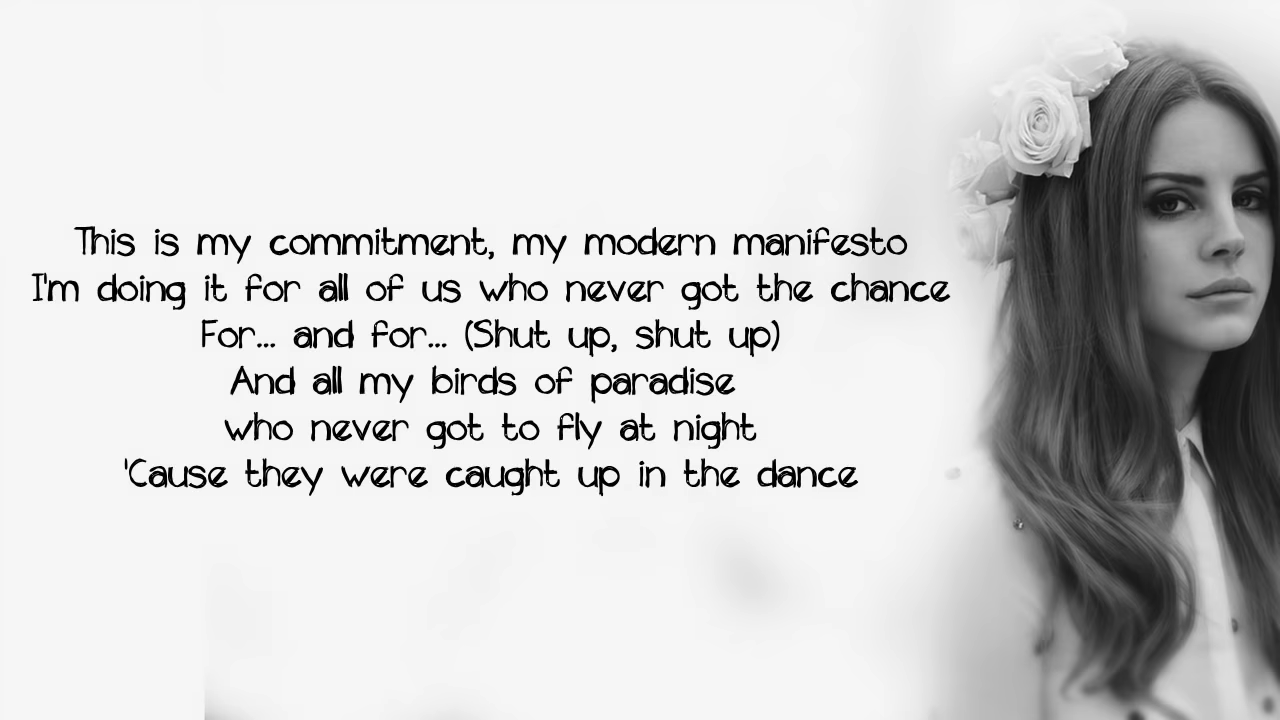 This is my commitment, my modern manifesto
I'm doing it for all of us who never got the chance
For... and for... (Shut up, shut up)
And all my birds of paradise
who never got to fly at night
'Cause they were caught up in the dance